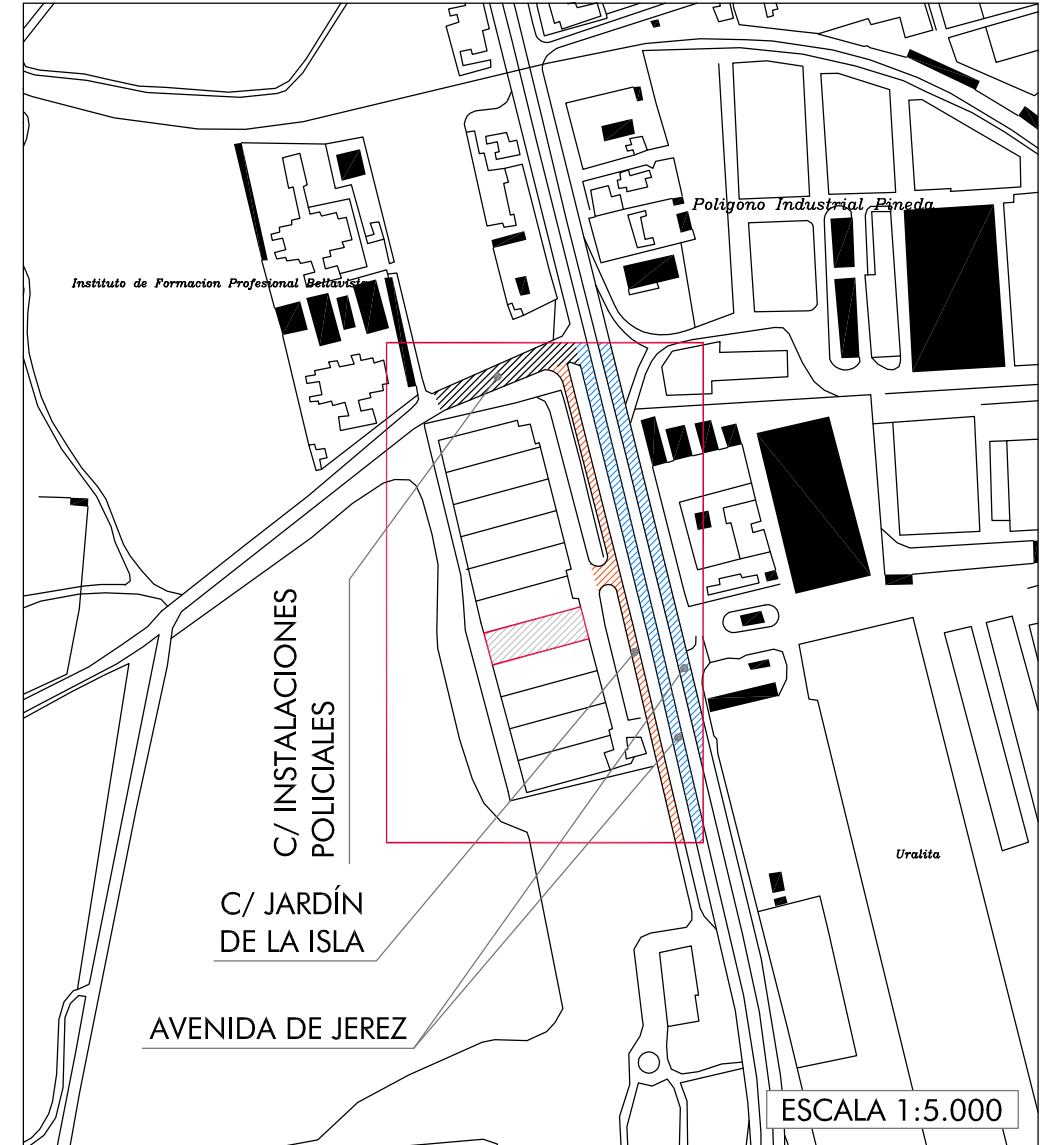 Poligono Industrial Pineda
Instituto de Formacion Profesional Bellavista
C/ INSTALACIONES
POLICIALES
Uralita
C/ JARDÍN
DE LA ISLA
AVENIDA DE JEREZ
ESCALA 1:5.000